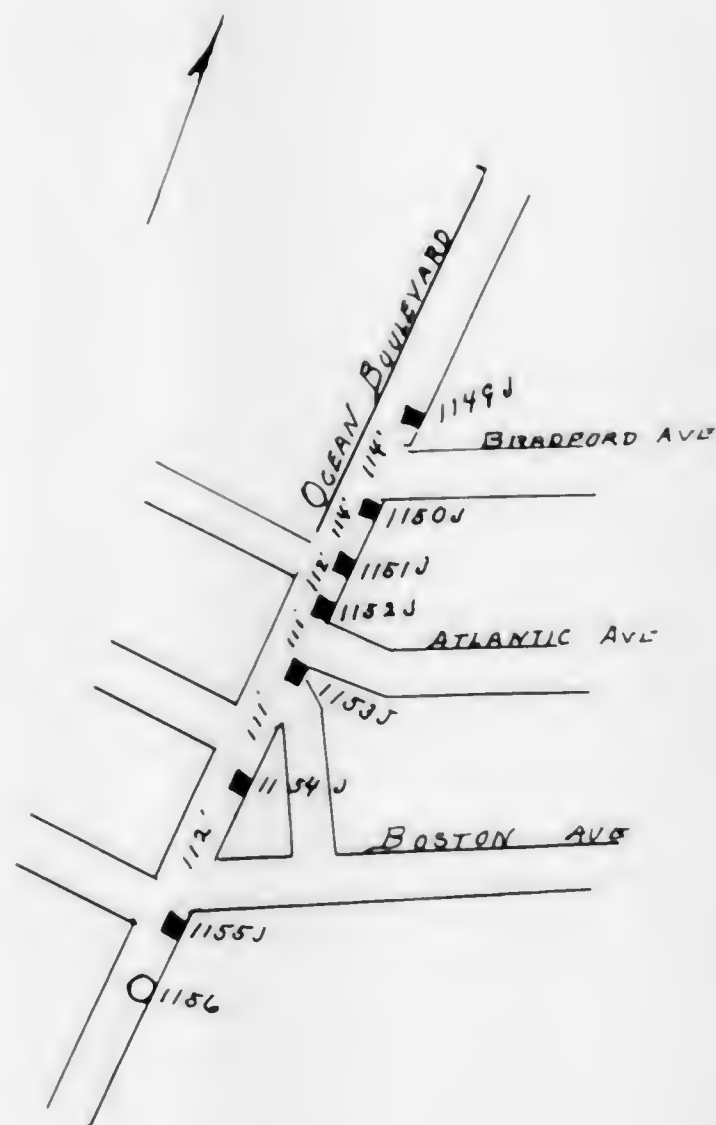 OCEAN BOULEVARD
1149J
BRADFORD AVE
114'
1150J
114'
1151J
112'
1152J
ATLANTIC AVE
111'
1153J
111'
1154J
BOSTON AVE
112'
1155J
1156